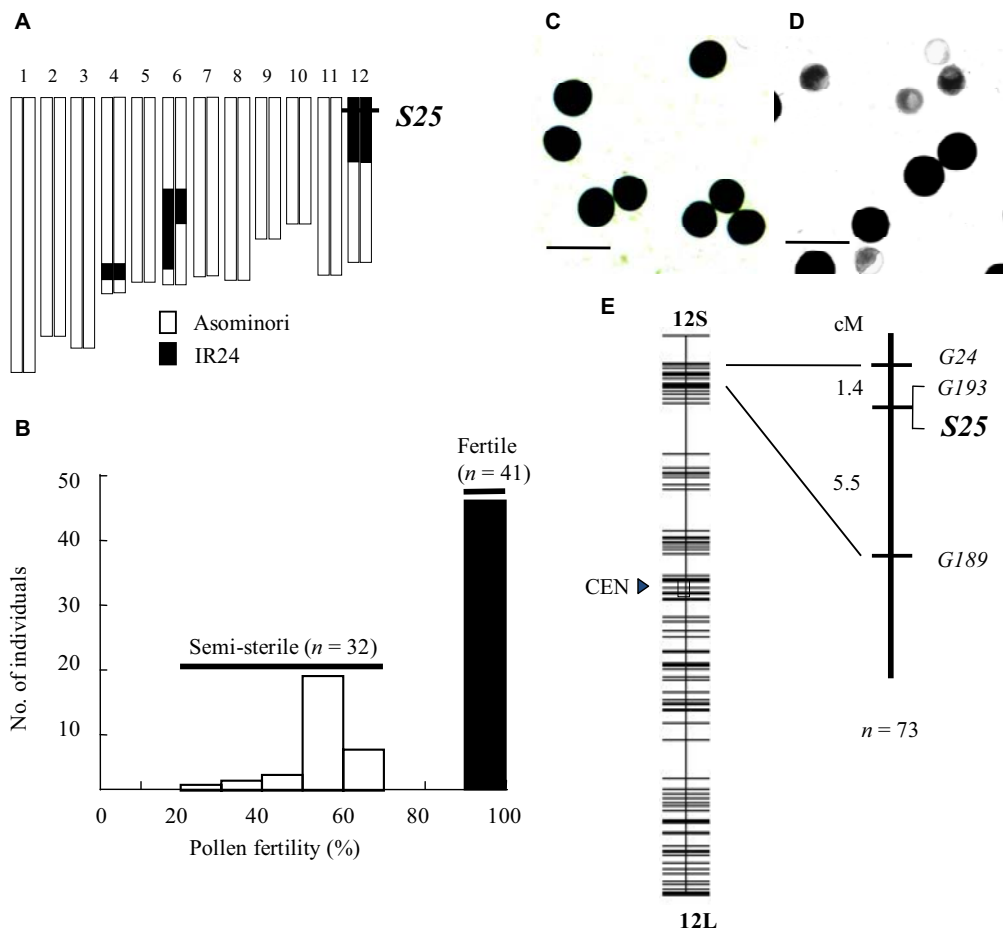 A
1 2 3 4 5 6 7 8 9 10 11 12
S25
Asominori
IR24
B
Fertile
(n = 41)
Semi-sterile (n = 32)
50
40
30
20
10
No. of individuals
0 20 40 60 80 100
Pollen fertility (%)
C
D
E
12S
CEN
12L
cM
G24
1.4
G193
S25
5.5
G189
n = 73